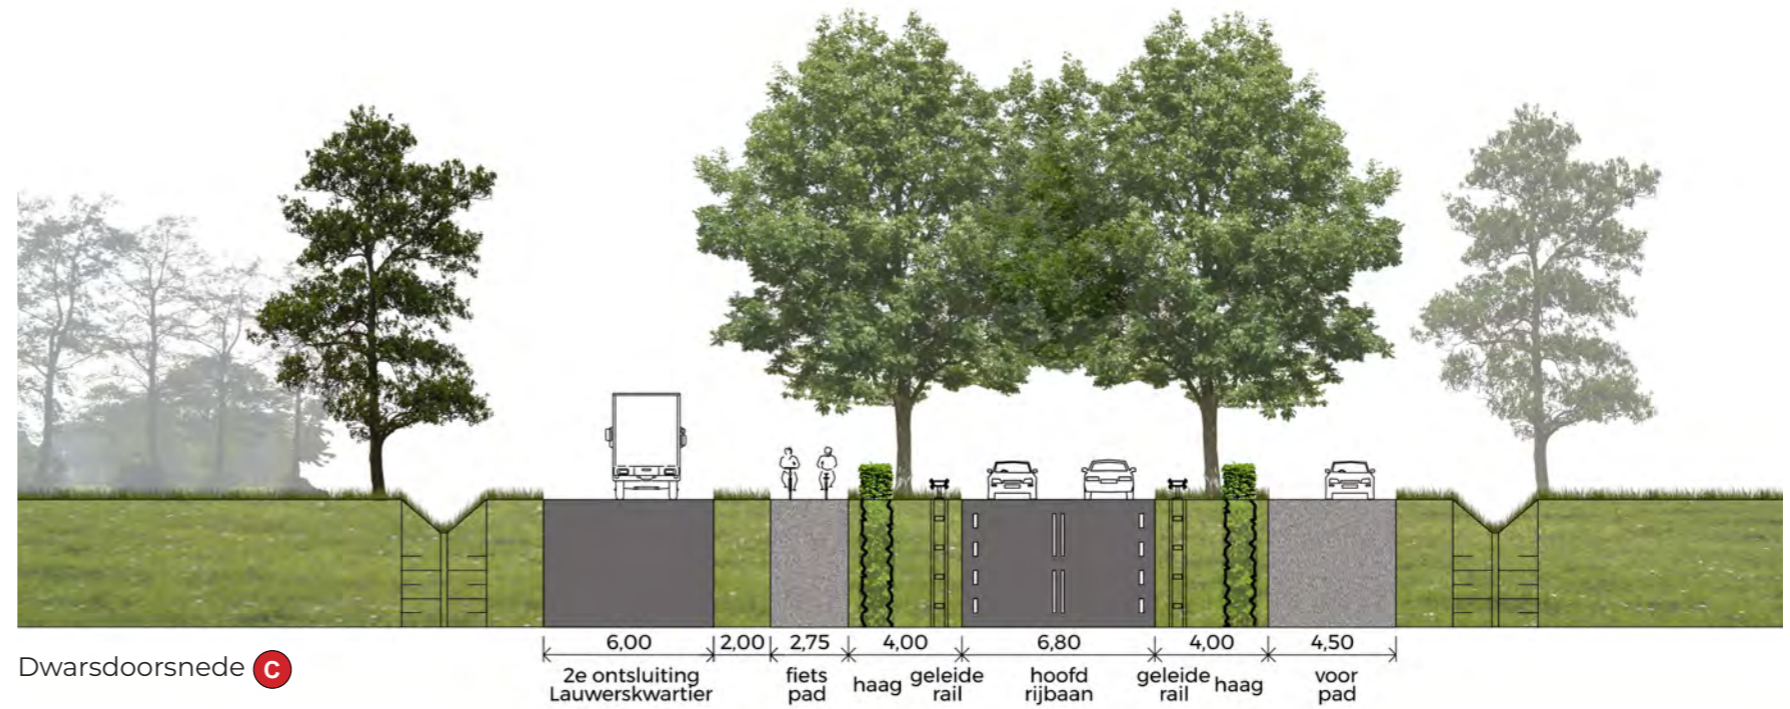 6,00 2,00 2,75 4,00 6,80 4,00 4,50
2e ontsluiting
Lauwerskwartier
fiets
pad
haag
geleide
rail
hoofd
rijbaan
geleide
rail
haag
voor
pad
Dwarsdoorsnede C